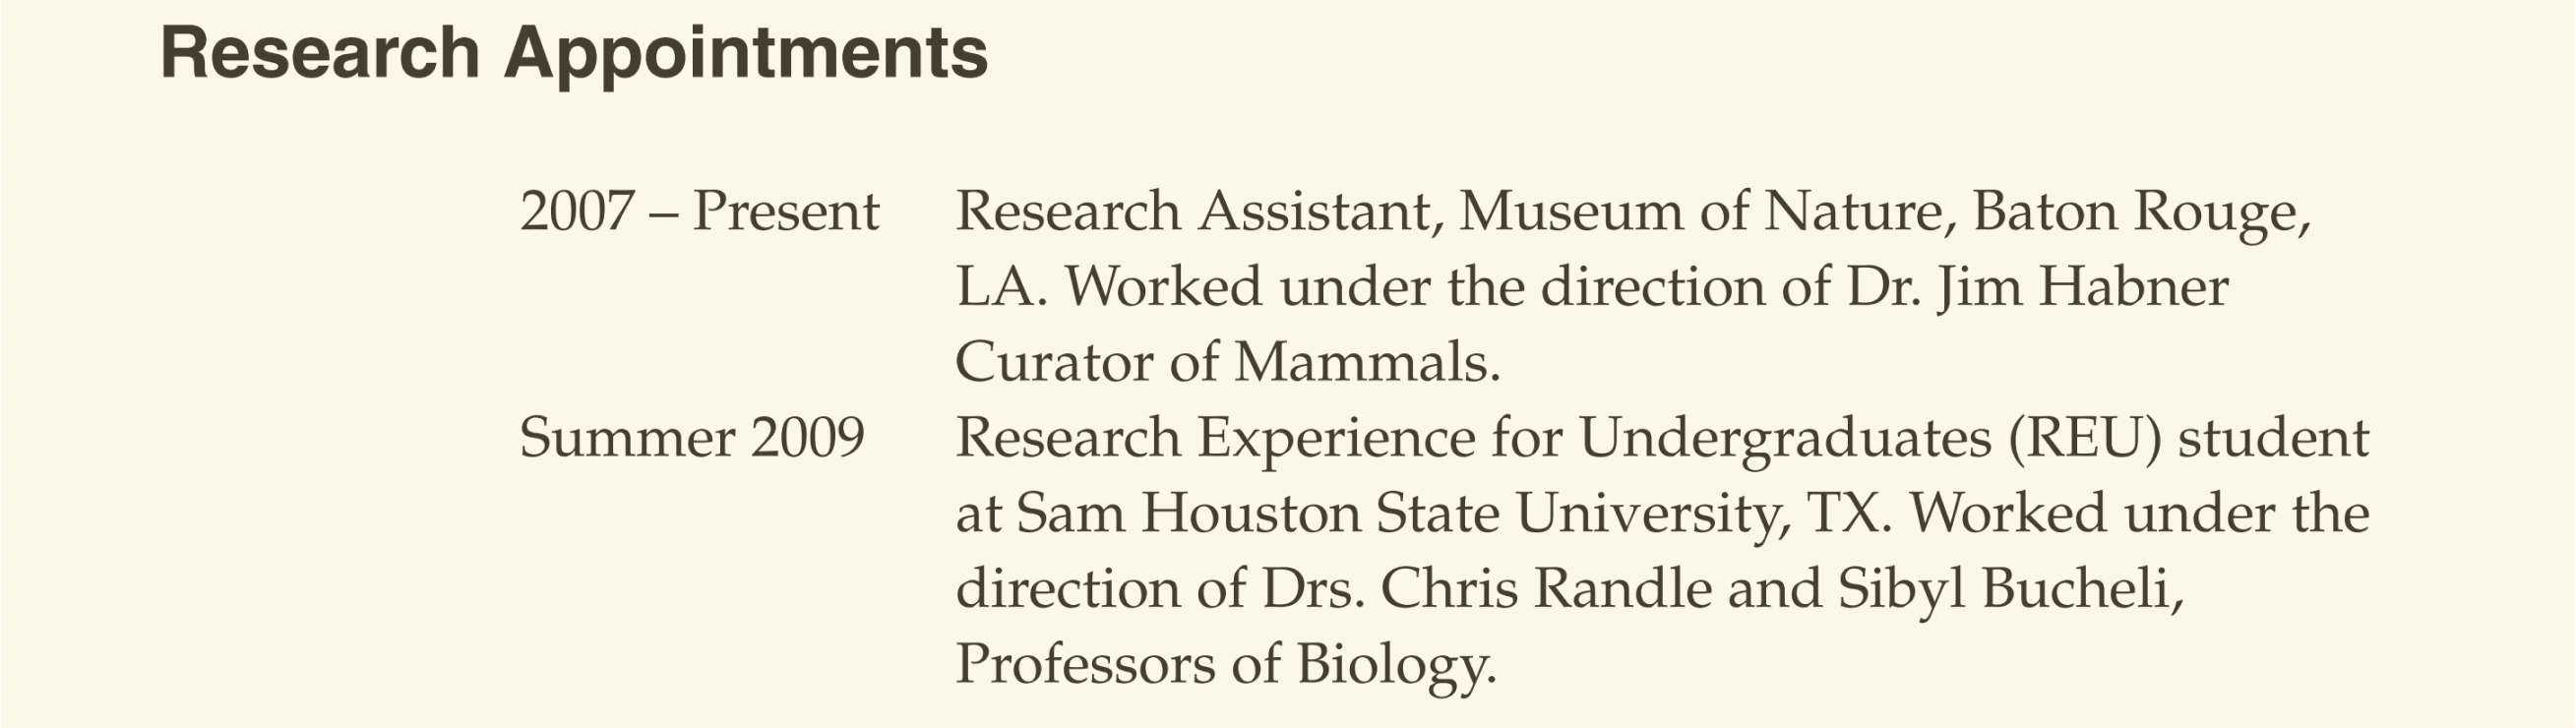 Research Appointments
2007 – Present Research Assistant, Museum of Nature, Baton Rouge,
LA. Worked under the direction of Dr. Jim Habner
Curator of Mammals.
Summer 2009 Research Experience for Undergraduates (REU) student
at Sam Houston State University, TX. Worked under the
direction of Drs. Chris Randle and Sibyl Bucheli,
Professors of Biology.